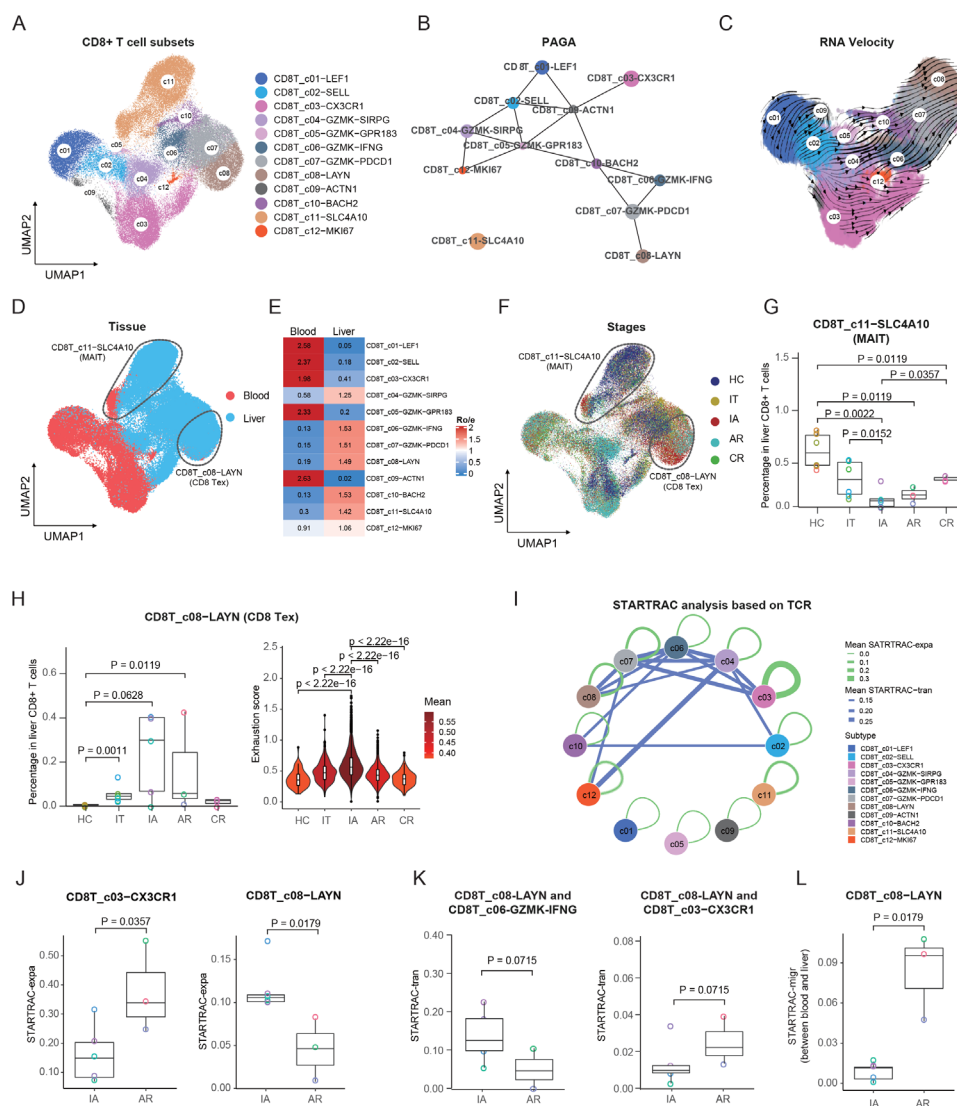 A
CD8+ T cell subsets
c11
c10
c05
c01
c02
c06
c07
c04
c12
c08
c09
c03
UMAP2
UMAP1
CD8T_c01−LEF1
CD8T_c02−SELL
CD8T_c03−CX3CR1
CD8T_c04−GZMK−SIRPG
CD8T_c05−GZMK−GPR183
CD8T_c06−GZMK−IFNG
CD8T_c07−GZMK−PDCD1
CD8T_c08−LAYN
CD8T_c09−ACTN1
CD8T_c10−BACH2
CD8T_c11−SLC4A10
CD8T_c12−MKI67
B
PAGA
CD8T_c01-LEF1
CD8T_c03-CX3CR1
CD8T_c02-SELL
CD8T_c09-ACTN1
CD8T_c04-GZMK-SIRPG
CD8T_c05-GZMK-GPR183
CD8T_c12-MKI67
CD8T_c10-BACH2
CD8T_c06-GZMK-IFNG
CD8T_c07-GZMK-PDCD1
CD8T_c11-SLC4A10
CD8T_c08-LAYN
C
RNA Velocity
c08
c09
c01
c10
c07
c05
c02
c04
c06
c12
c03
D
Tissue
CD8T_c11−SLC4A10
(MAIT)
Blood
Liver
CD8T_c08−LAYN
(CD8 Tex)
UMAP2
UMAP1
E
Blood Liver
2.58 0.05 CD8T_c01−LEF1
2.37 0.18 CD8T_c02−SELL
1.98 0.41 CD8T_c03−CX3CR1
0.58 1.25 CD8T_c04−GZMK−SIRPG
2.33 0.2 CD8T_c05−GZMK−GPR183
0.13 1.53 CD8T_c06−GZMK−IFNG
0.15 1.51 CD8T_c07−GZMK−PDCD1
0.19 1.49 CD8T_c08−LAYN
2.63 0.02 CD8T_c09−ACTN1
0.13 1.53 CD8T_c10−BACH2
0.3 1.42 CD8T_c11−SLC4A10
0.91 1.06 CD8T_c12−MKI67
Ro/e
2
1.5
1
0.5
0
F
Stages
CD8T_c11−SLC4A10
(MAIT)
HC
IT
IA
AR
CR
CD8T_c08−LAYN
(CD8 Tex)
UMAP2
UMAP1
G
CD8T_c11−SLC4A10
(MAIT)
Percentage in liver CD8+ T cells
1.5
1.0
0.5
0.0
P = 0.0119
P = 0.0357
P = 0.0119
P = 0.0022
P = 0.0152
HC IT IA AR CR
H
CD8T_c08−LAYN (CD8 Tex)
Percentage in liver CD8+ T cells
0.6
0.4
0.2
0.0
P = 0.0119
P = 0.0628
P = 0.0011
HC IT IA AR CR
Exhaustion score
2.5
2.0
1.5
1.0
0.5
0.0
p < 2.22e−16
p < 2.22e−16
p < 2.22e−16
p < 2.22e−16
HC IT IA AR CR
Mean
0.55
0.50
0.45
0.40
I
STARTRAC analysis based on TCR
c06
c07
c04
c08
c03
c10
c02
c12
c11
c01
c05
c09
Mean SATRTRAC-expa
0.0
0.1
0.2
0.3
Mean STARTRAC−tran
0.15
0.20
0.25
Subtype
CD8T_c01−LEF1
CD8T_c02−SELL
CD8T_c03−CX3CR1
CD8T_c04−GZMK−SIRPG
CD8T_c05−GPR183
CD8T_c06−GZMK−IFNG
CD8T_c07−GZMK−PDCD1
CD8T_c08−LAYN
CD8T_c09−ACTN1
CD8T_c10−BACH2
CD8T_c11−SLC4A10
CD8T_c12−MKI67
J
CD8T_c03−CX3CR1
STARTRAC−expa
0.50
0.40
0.30
0.20
0.10
P = 0.0357
IA AR
CD8T_c08−LAYN
STARTRAC−expa
0.20
0.15
0.10
0.05
0.00
P = 0.0179
IA AR
K
CD8T_c08-LAYN and
CD8T_c06-GZMK-IFNG
STARTRAC−tran
0.40
0.30
0.20
0.10
0.00
P = 0.0715
IA AR
CD8T_c08-LAYN and
CD8T_c03−CX3CR1
STARTRAC−tran
0.08
0.06
0.04
0.02
0.00
P = 0.0715
IA AR
L
CD8T_c08−LAYN
STARTRAC−migr
(between blood and liver)
0.09
0.06
0.03
0.00
P = 0.0179
IA AR